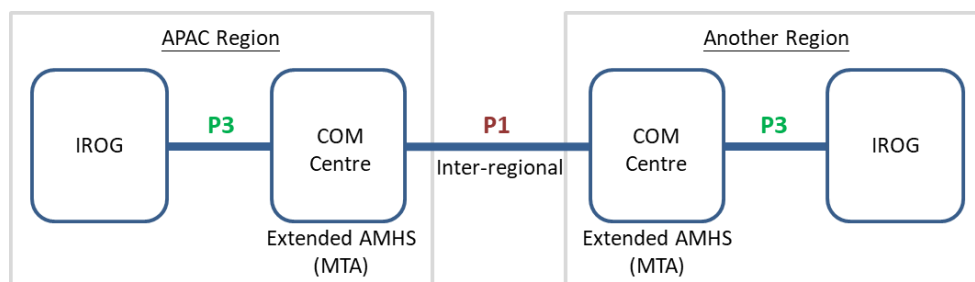 APAC Region
Another Region
IROG
P3
COM
Centre
P1
Inter-regional
COM
Centre
P3
IROG
Extended AMHS
(MTA)
Extended AMHS
(MTA)